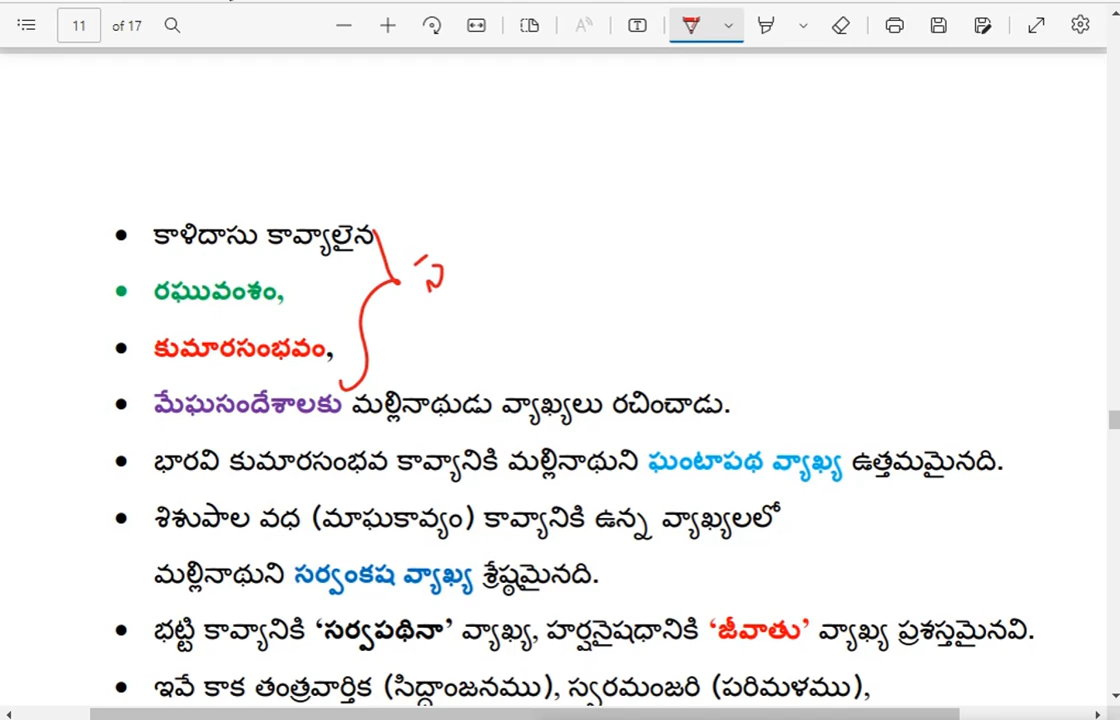 11 of 17
కాళిదాసు కావ్యాలైన
రఘువంశం,
కుమారసంభవం,
మేఘసందేశాలకు మల్లినాథుడు వ్యాఖ్యలు రచించాడు.
భారవి కుమారసంభవ కావ్యానికి మల్లినాథుని ఘంటాపథ వ్యాఖ్య ఉత్తమమైనది.
శిశుపాల వధ (మాఘకావ్యం) కావ్యానికి ఉన్న వ్యాఖ్యలలో
మల్లినాథుని సర్వంకష వ్యాఖ్య శ్రేష్ఠమైనది.
భట్టి కావ్యానికి ‘సర్వపథినా’ వ్యాఖ్య, హర్షనైషధానికి ‘జీవాతు’ వ్యాఖ్య ప్రశస్తమైనవి.
ఇవే కాక తంత్రవార్తిక (సిద్ధాంజనము), స్వరమంజరి (పరిమళము),